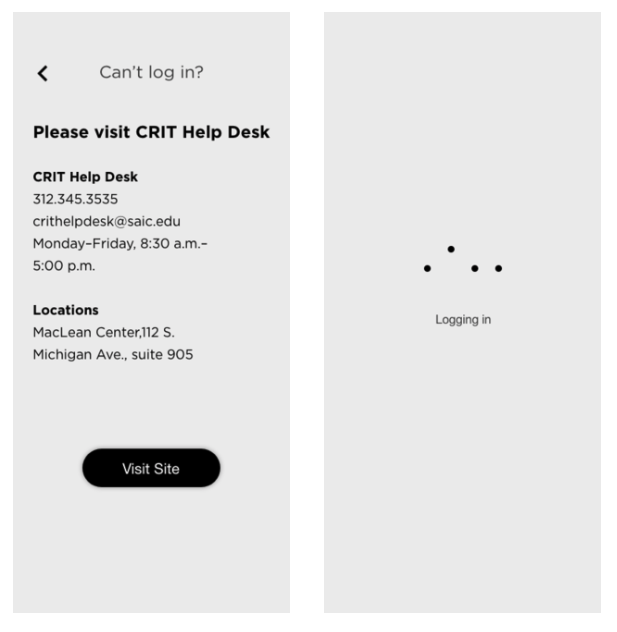 Can't log in?
Please visit CRIT Help Desk
CRIT Help Desk
312.345.3535
crithelpdesk@saic.edu
Monday–Friday, 8:30 a.m.–
5:00 p.m.
Locations
MacLean Center,112 S.
Michigan Ave., suite 905
Visit Site
Logging in